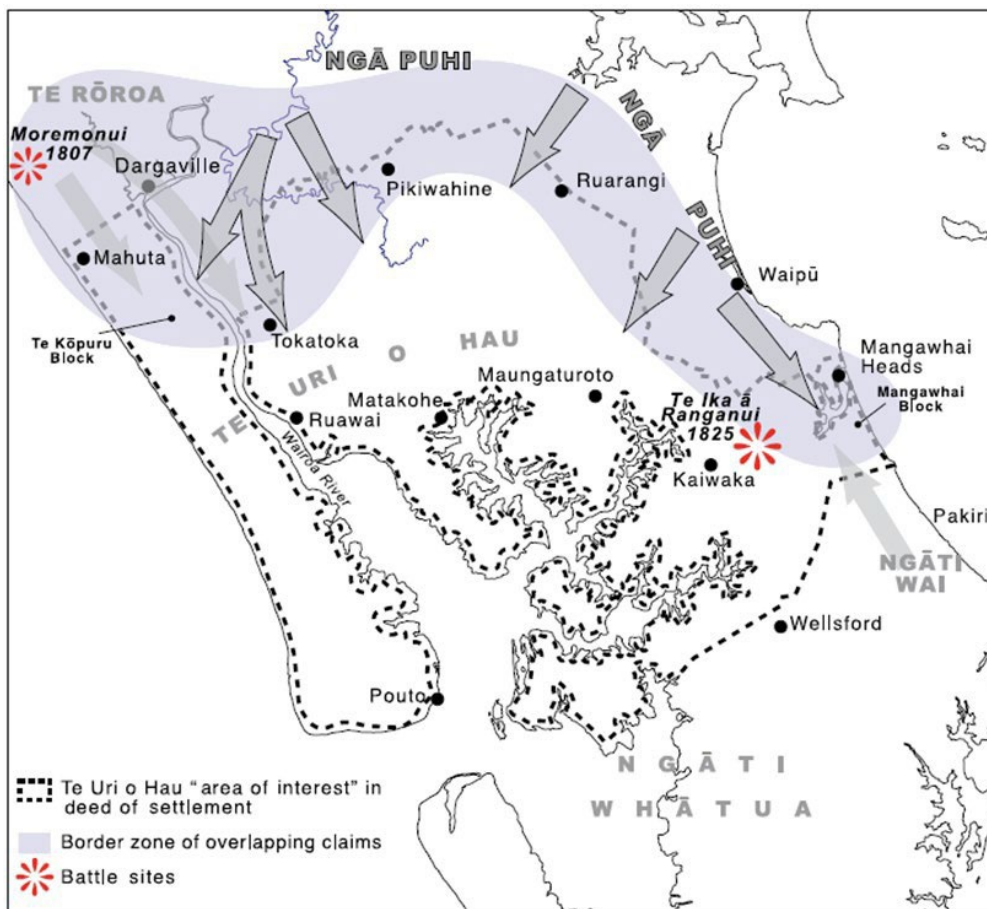 NGĀ PUHI
TE RŌROA
Moremonui
1807
Dargaville
NGĀ
PUHI
Pikiwahine
Ruarangi
Mahuta
Waipū
Te Kōpuru
Block
Tokatoka
TE URI O HAU
Mangawhai
Heads
Mangawhai
Block
Maungaturoto
Matakohe
Te Ika ā
Ranganui
1825
Ruawai
Wairoa River
Kaiwaka
Pakiri
NGĀTI
WAI
Wellsford
Pouto
NGĀTI
WHĀTUA
Te Uri o Hau "area of interest" in
deed of settlement
Border zone of overlapping claims
Battle sites